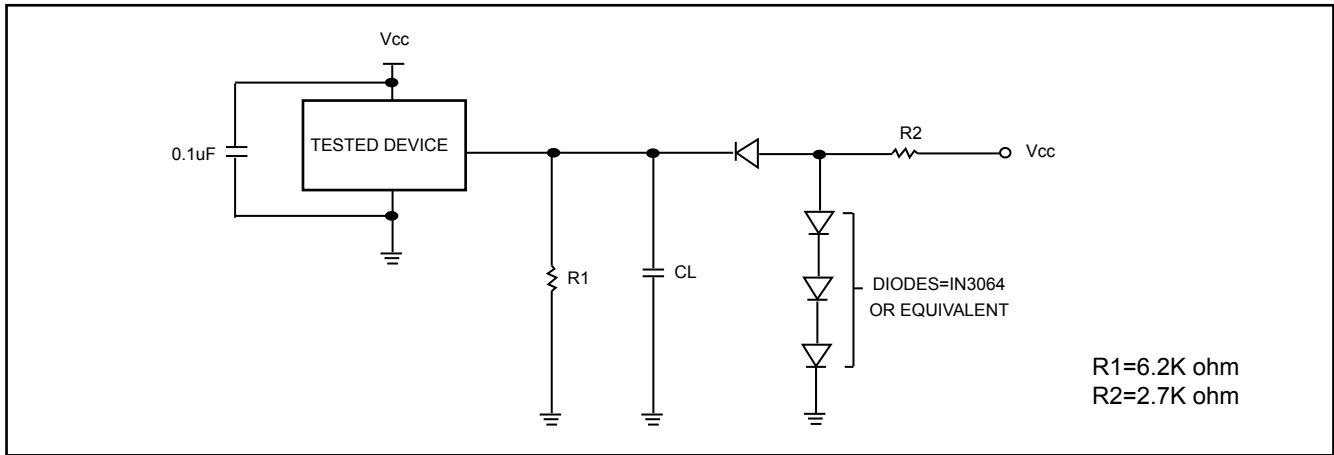 Vcc
0.1uF
TESTED DEVICE
R2
Vcc
R1
CL
DIODES=IN3064
OR EQUIVALENT
R1=6.2K ohm
R2=2.7K ohm